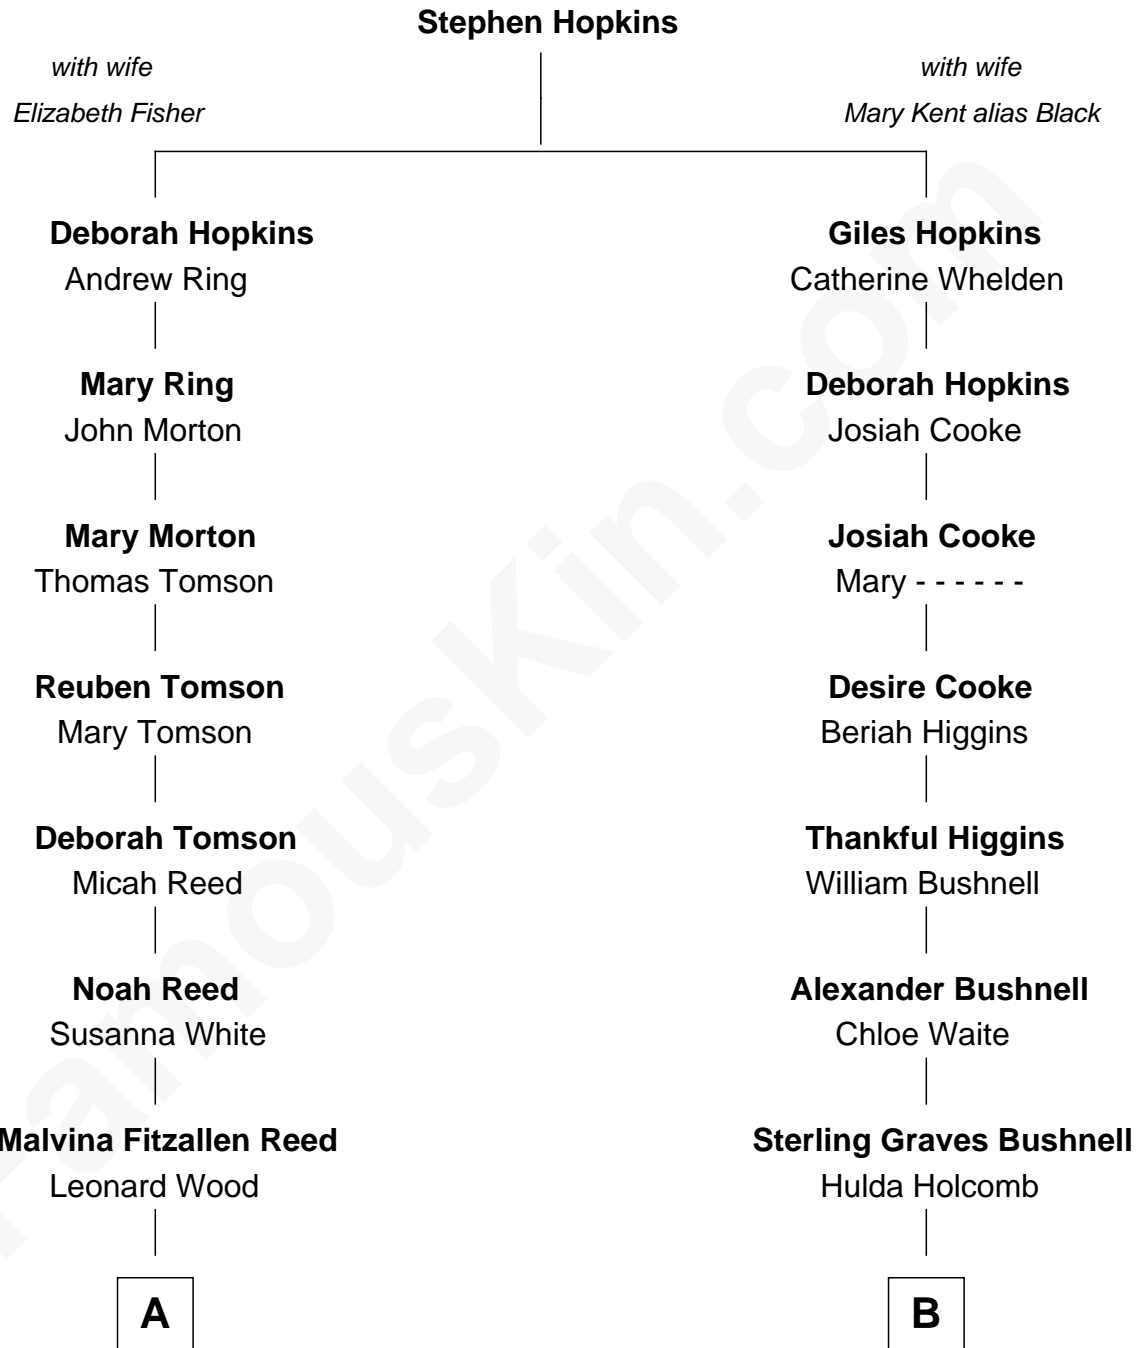 Stephen Hopkins
with wife
Elizabeth Fisher
with wife
Mary Kent alias Black
Deborah Hopkins
Andrew Ring
Giles Hopkins
Catherine Whelden
Mary Ring
John Morton
Deborah Hopkins
Josiah Cooke
Mary Morton
Thomas Tomson
Josiah Cooke
Mary - - - - - -
Reuben Tomson
Mary Tomson
Desire Cooke
Beriah Higgins
Deborah Tomson
Micah Reed
Thankful Higgins
William Bushnell
Noah Reed
Susanna White
Alexander Bushnell
Chloe Waite
Malvina Fitzallen Reed
Leonard Wood
Sterling Graves Bushnell
Hulda Holcomb
A
B
FamousKin.com